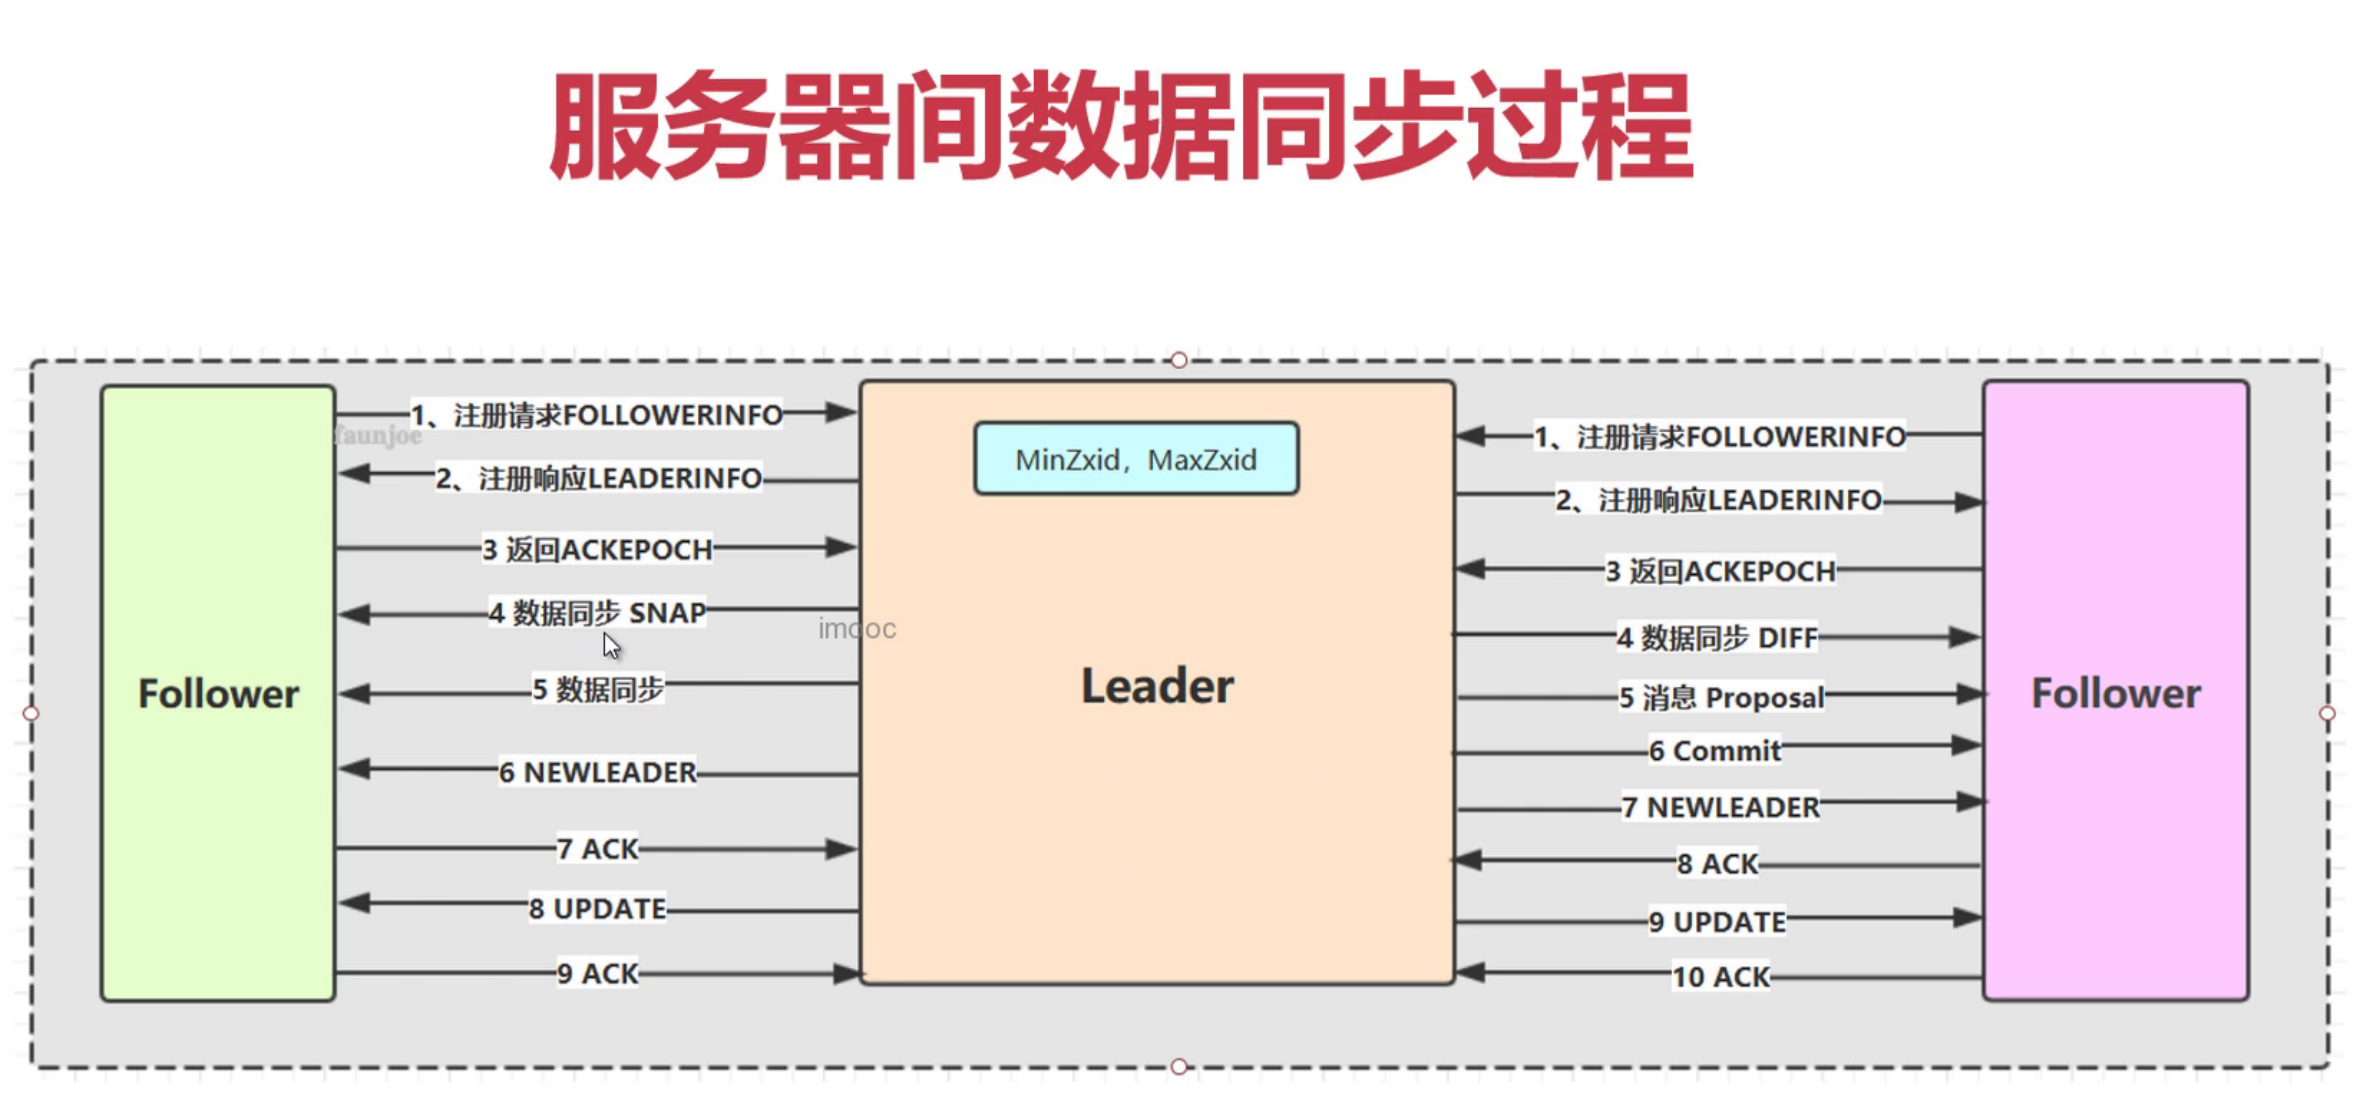 服务器间数据同步过程
1、注册请求FOLLOWERINFO
faunjoe
2、注册响应LEADERINFO
3 返回ACKEPOCH
4 数据同步 SNAP
5 数据同步
6 NEWLEADER
7 ACK
8 UPDATE
9 ACK
Follower
MinZxid，MaxZxid
imooc
Leader
1、注册请求FOLLOWERINFO
2、注册响应LEADERINFO
3 返回ACKEPOCH
4 数据同步 DIFF
5 消息 Proposal
6 Commit
7 NEWLEADER
8 ACK
9 UPDATE
10 ACK
Follower